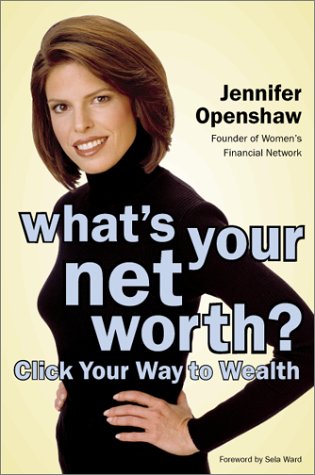 Jennifer
Openshaw
Founder of Women's
Financial Network
what's
your
net
worth?
Click Your Way to Wealth
Foreword by Sela Ward